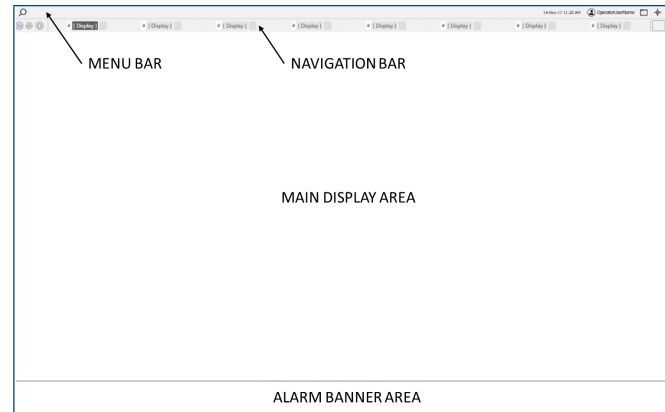 14-Nov-17 11:25 AM OperatorUserName
# [ Display ] # [ Display ] # [ Display ] # [ Display ] # [ Display ] # [ Display ] # [ Display ] # [ Display ]
MENU BAR NAVIGATION BAR
MAIN DISPLAY AREA
ALARM BANNER AREA